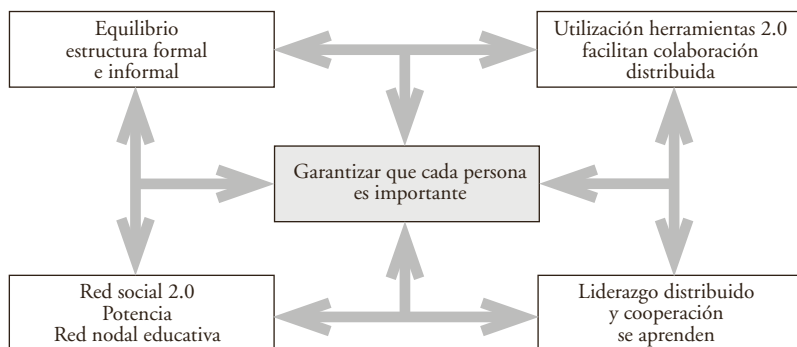 Equilibrio
estructura formal
e informal
Utilización herramientas 2.0
facilitan colaboración
distribuida
Garantizar que cada persona
es importante
Red social 2.0
Potencia
Red nodal educativa
Liderazgo distribuido
y cooperación
se aprenden